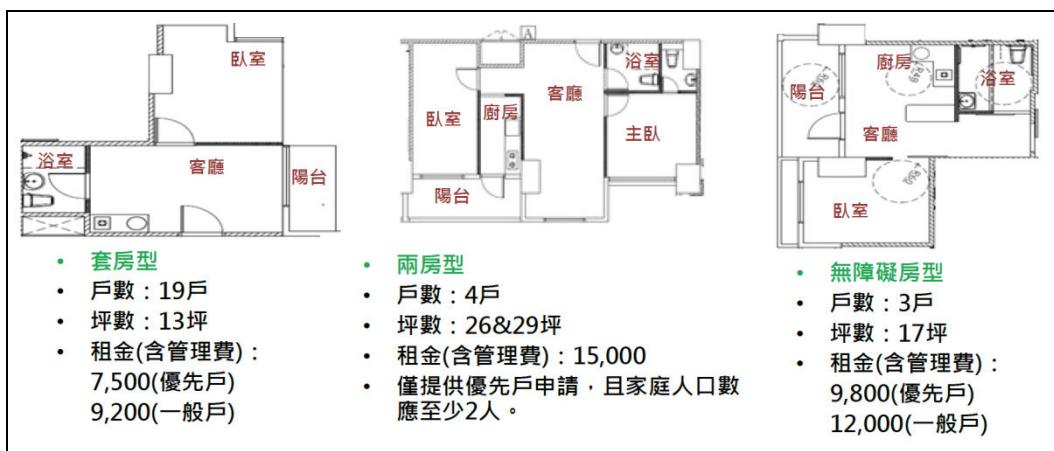 臥室
浴室
客廳
陽台
• 套房型
• 戶數：19戶
• 坪數：13坪
• 租金(含管理費)：
7,500(優先戶)
9,200(一般戶)
A
浴室
客廳
臥室
廚房
主臥
陽台
• 兩房型
• 戶數：4戶
• 坪數：26&29坪
• 租金(含管理費)：15,000
• 僅提供優先戶申請，且家庭人口數
應至少2人。
廚房
浴室
陽台
客廳
臥室
• 無障礙房型
• 戶數：3戶
• 坪數：17坪
• 租金(含管理費)：
9,800(優先戶)
12,000(一般戶)